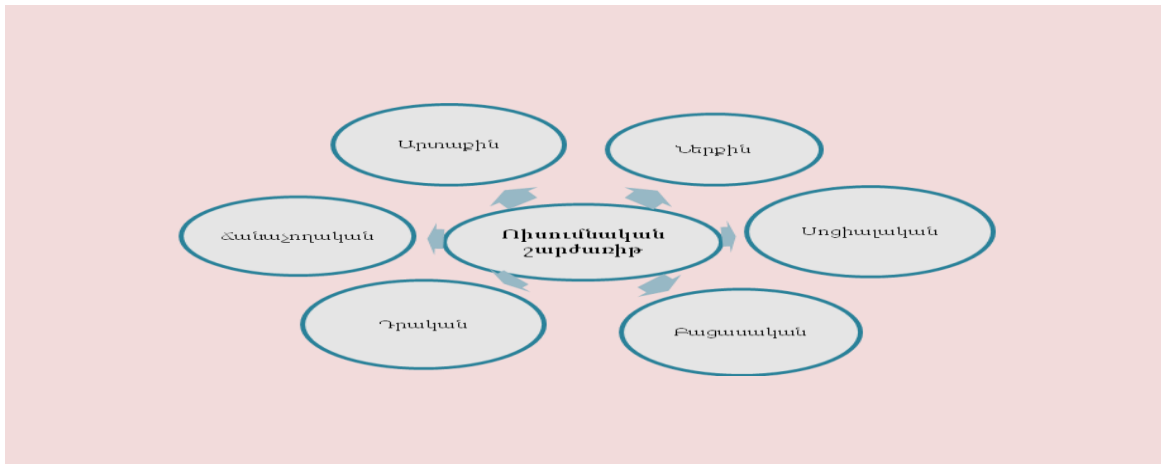 Արտաքին
Ներքին
Ճանաչողական
Ուսումնական
շարժառիթ
Սոցիալական
Դրական
Բացասական